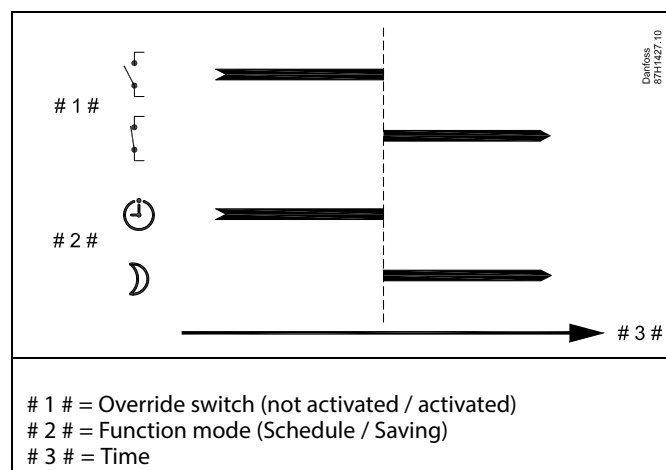 Danfoss
87H1427.10
# 1 #
# 2 #
# 3 #
# 1 # = Override switch (not activated / activated)
# 2 # = Function mode (Schedule / Saving)
# 3 # = Time